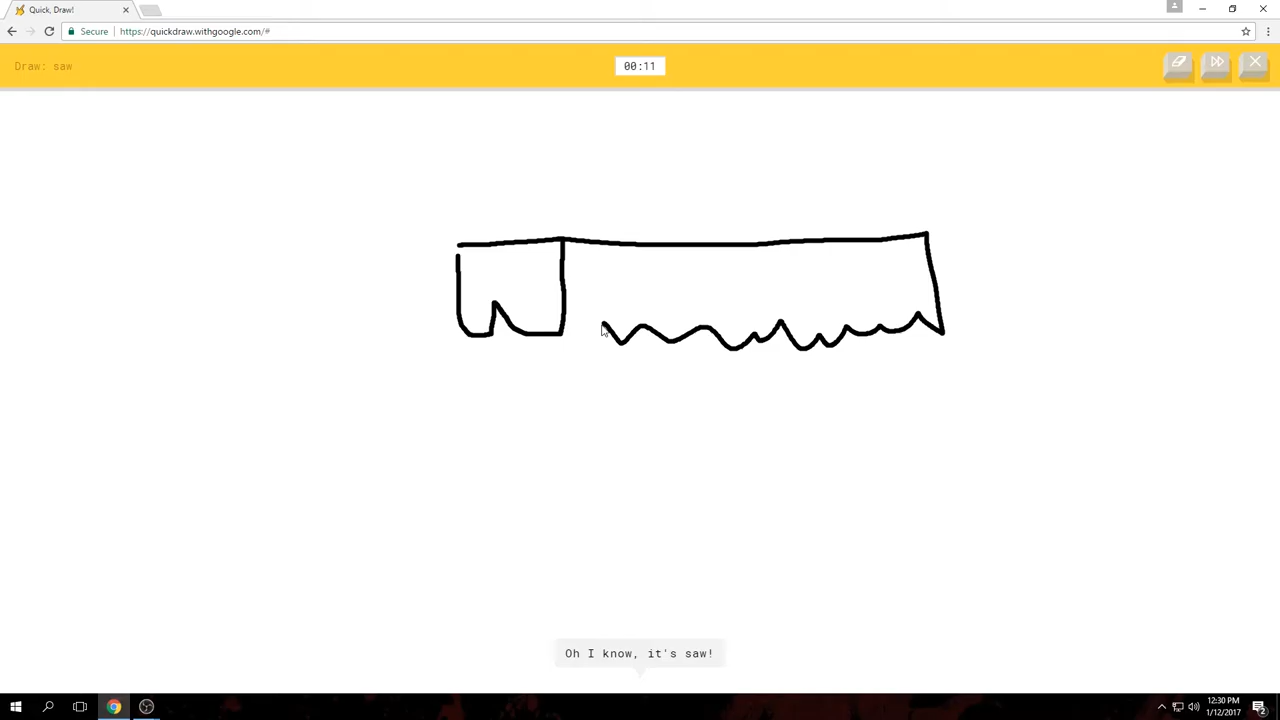 Quick, Draw!
Secure
https://quickdraw.withgoogle.com/#
Draw: saw
00:11
Oh I know, it's saw!
12:30 PM
1/12/2017
2